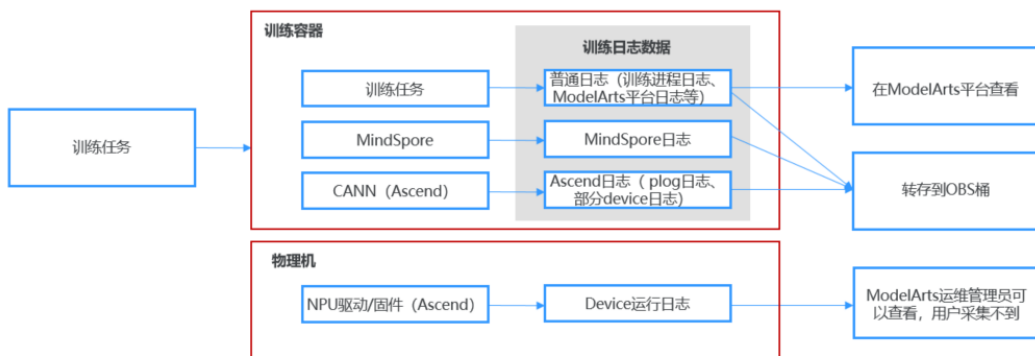 训练容器
训练日志数据
训练任务
普通日志（训练进程日志、
ModelArts平台日志等）
在ModelArts平台查看
训练任务
MindSpore
MindSpore日志
CANN（Ascend）
Ascend日志（ plog日志、
部分device日志）
转存到OBS桶
物理机
NPU驱动/固件（Ascend）
Device运行日志
ModelArts运维管理员可
以查看，用户采集不到